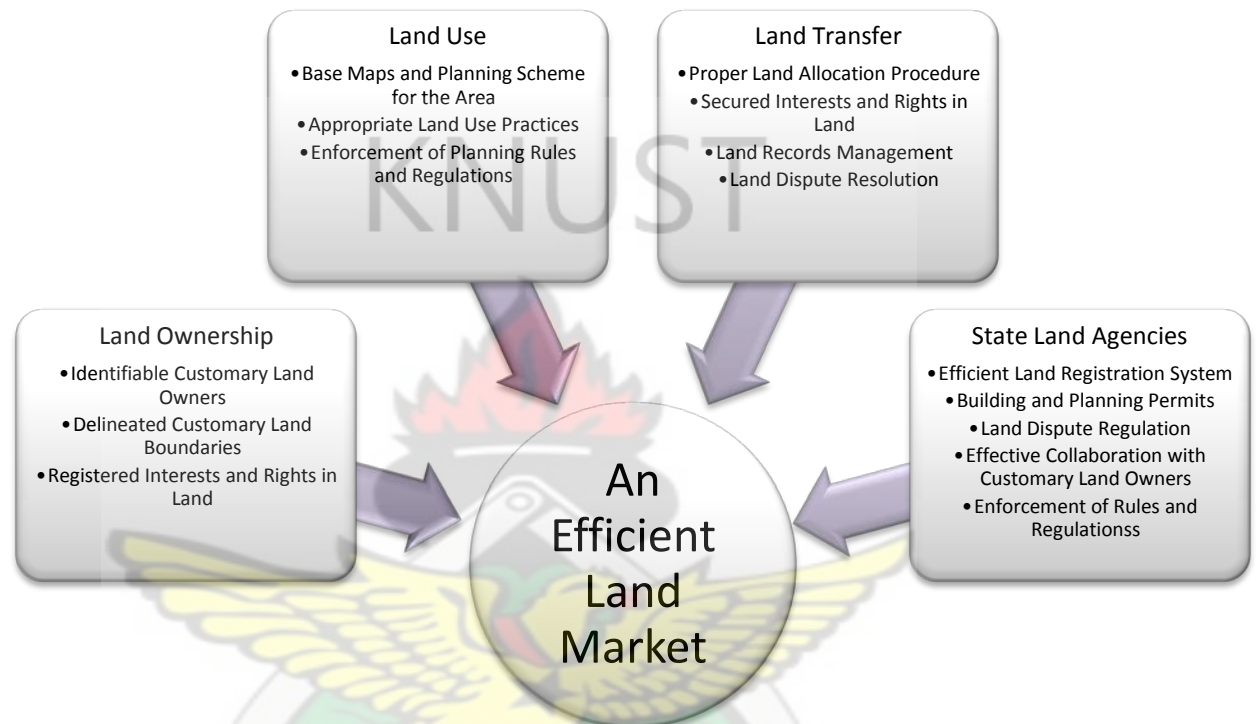 Land Use
•Base Maps and Planning Scheme
for the Area
•Appropriate Land Use Practices
•Enforcement of Planning Rules
and Regulations
Land Transfer
•Proper Land Allocation Procedure
•Secured Interests and Rights in
Land
•Land Records Management
•Land Dispute Resolution
KNUST
Land Ownership
•Identifiable Customary Land
Owners
•Delineated Customary Land
Boundaries
•Registered Interests and Rights in
Land
State Land Agencies
•Efficient Land Registration System
•Building and Planning Permits
•Land Dispute Regulation
•Effective Collaboration with
Customary Land Owners
•Enforcement of Rules and
Regulationss
An
Efficient
Land
Market